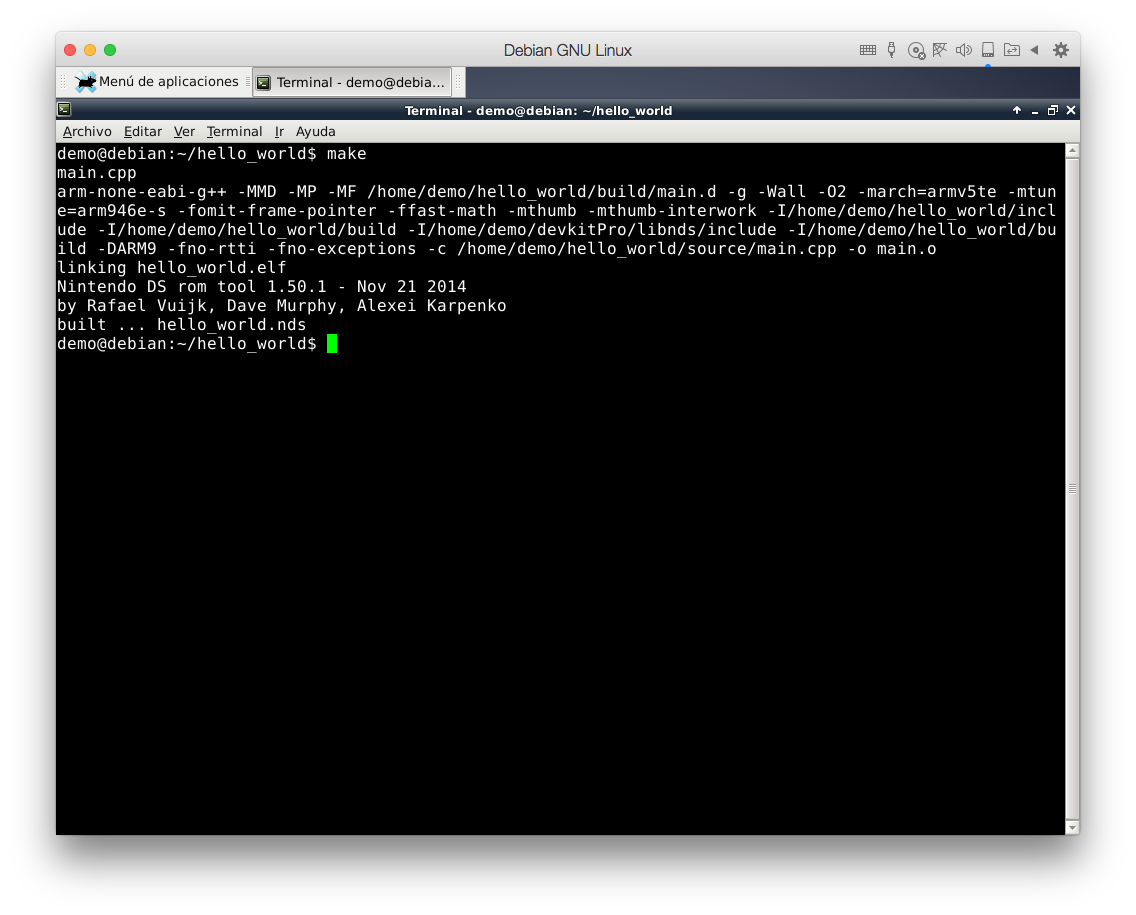 Debian GNU Linux
Menú de aplicaciones
Terminal - demo@debia...
Terminal - demo@debian: ~/hello_world
Archivo Editar Ver Terminal Ir Ayuda
demo@debian:~/hello_world$ make
main.cpp
arm-none-eabi-g++ -MMD -MP -MF /home/demo/hello_world/build/main.d -g -Wall -O2 -march=armv5te -mtun
e=arm946e-s -fomit-frame-pointer -ffast-math -mthumb -mthumb-interwork -I/home/demo/hello_world/incl
ude -I/home/demo/hello_world/build -I/home/demo/devkitPro/libnds/include -I/home/demo/hello_world/bu
ild -DARM9 -fno-rtti -fno-exceptions -c /home/demo/hello_world/source/main.cpp -o main.o
linking hello_world.elf
Nintendo DS rom tool 1.50.1 - Nov 21 2014
by Rafael Vuijk, Dave Murphy, Alexei Karpenko
built ... hello_world.nds
demo@debian:~/hello_world$